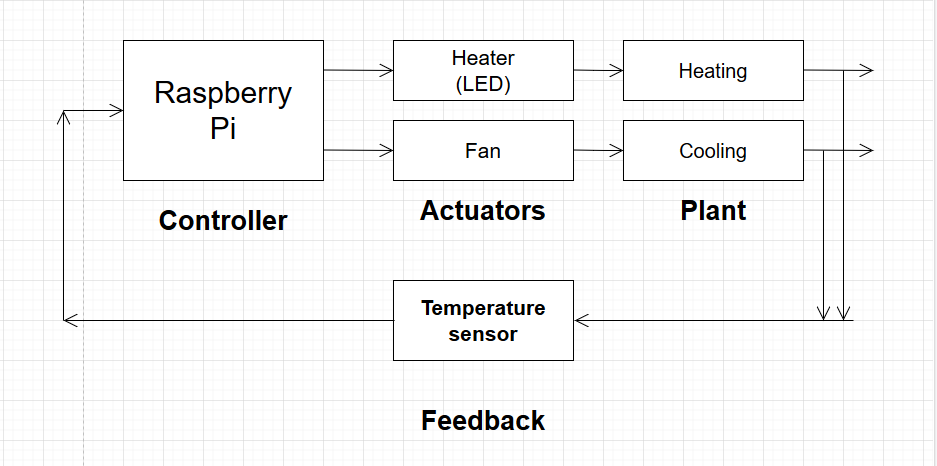 Raspberry
Pi
Heater
(LED)
Heating
Fan
Cooling
Controller
Actuators
Plant
Temperature
sensor
Feedback